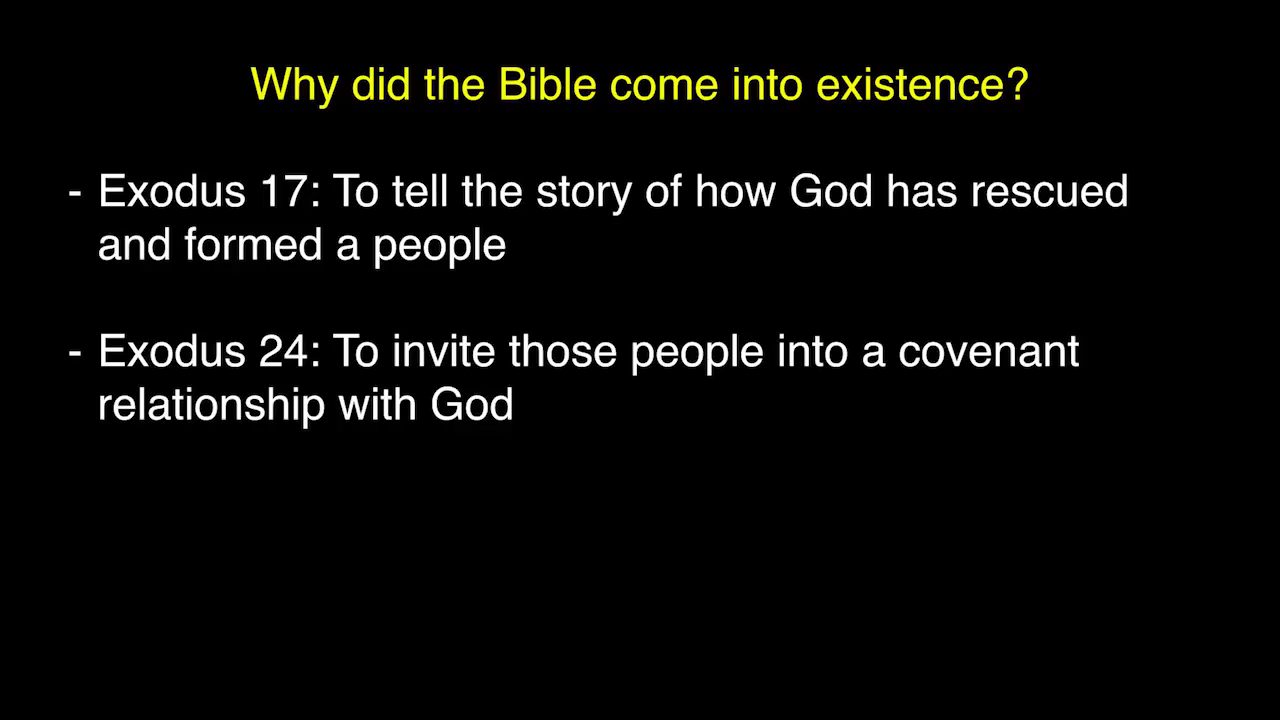 Why did the Bible come into existence?
- Exodus 17: To tell the story of how God has rescued
and formed a people
- Exodus 24: To invite those people into a covenant
relationship with God